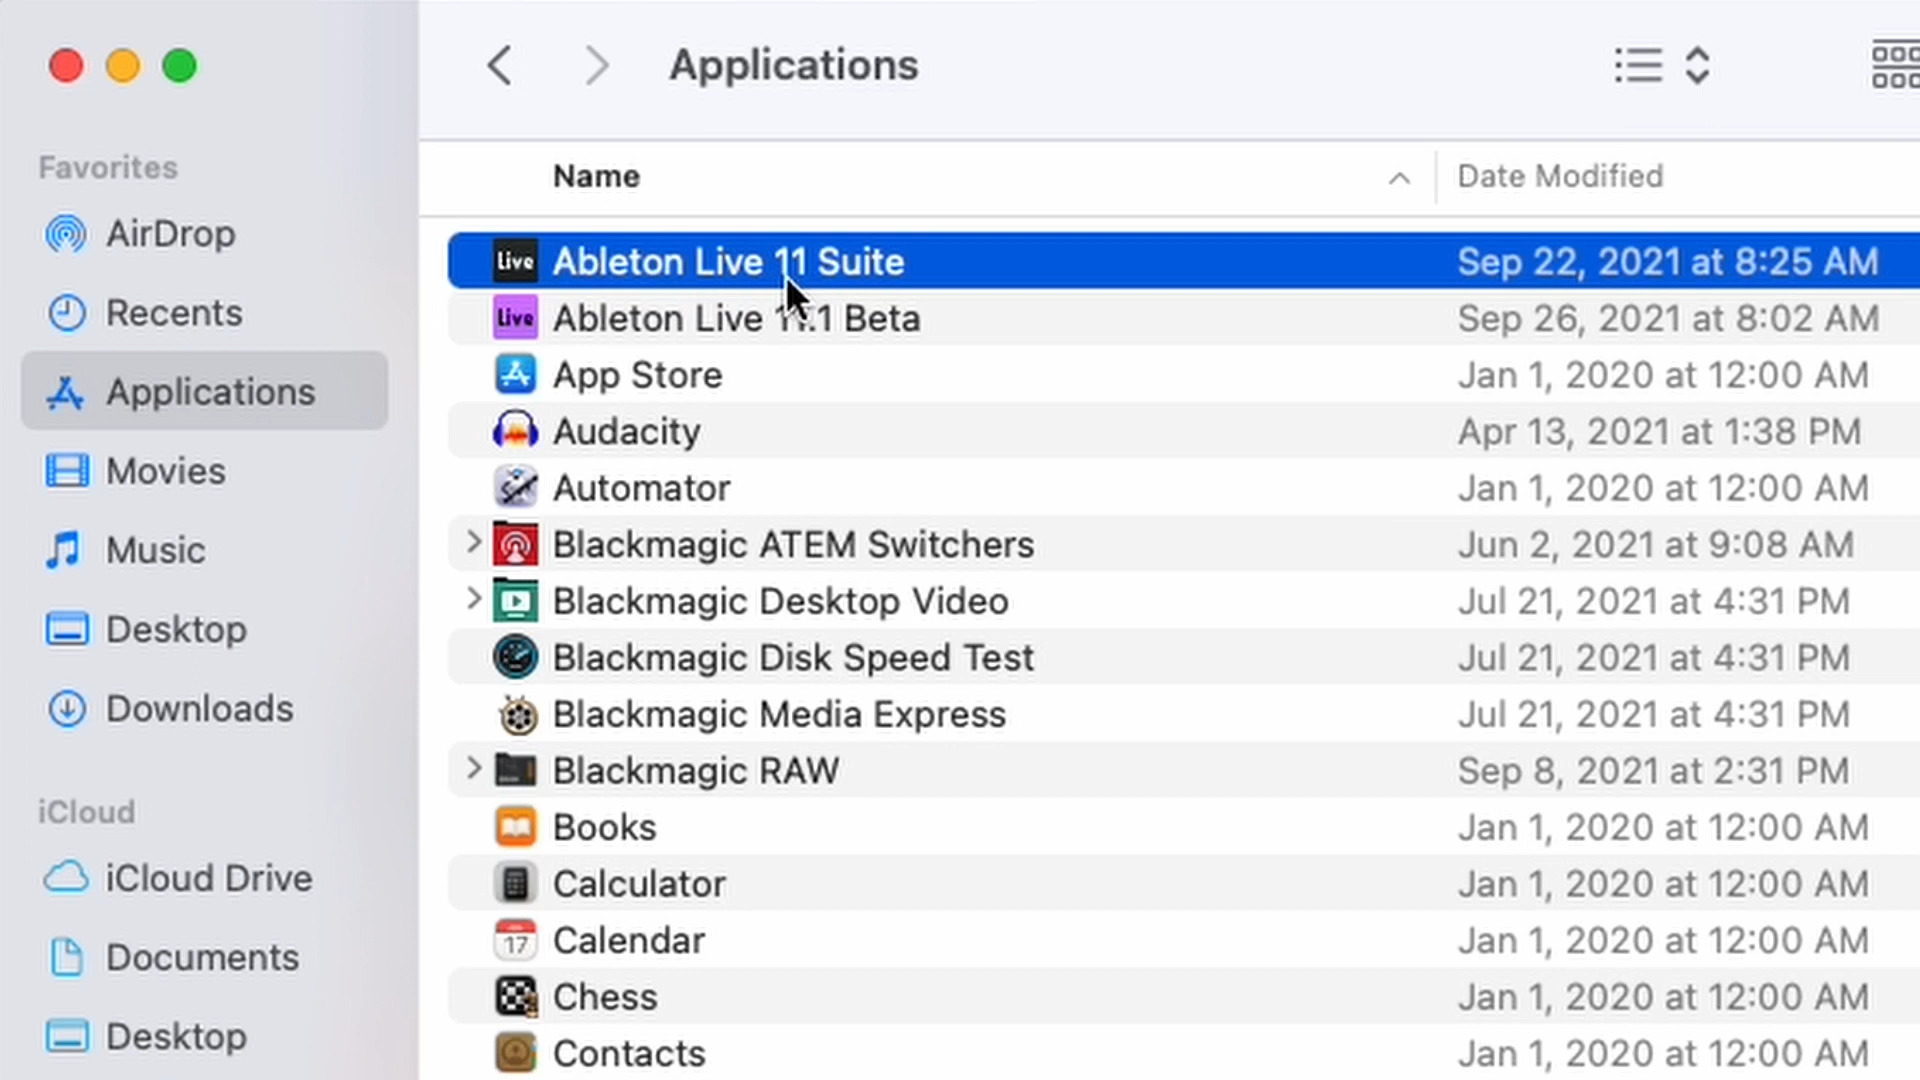 Applications
Favorites
AirDrop
Recents
Applications
Movies
Music
Desktop
Downloads
iCloud
iCloud Drive
Documents
Desktop
Name Date Modified
Live Ableton Live 11 Suite Sep 22, 2021 at 8:25 AM
Live Ableton Live 11.1 Beta Sep 26, 2021 at 8:02 AM
App Store Jan 1, 2020 at 12:00 AM
Audacity Apr 13, 2021 at 1:38 PM
Automator Jan 1, 2020 at 12:00 AM
Blackmagic ATEM Switchers Jun 2, 2021 at 9:08 AM
Blackmagic Desktop Video Jul 21, 2021 at 4:31 PM
Blackmagic Disk Speed Test Jul 21, 2021 at 4:31 PM
Blackmagic Media Express Jul 21, 2021 at 4:31 PM
Blackmagic RAW Sep 8, 2021 at 2:31 PM
Books Jan 1, 2020 at 12:00 AM
Calculator Jan 1, 2020 at 12:00 AM
17 Calendar Jan 1, 2020 at 12:00 AM
Chess Jan 1, 2020 at 12:00 AM
Contacts Jan 1, 2020 at 12:00 AM